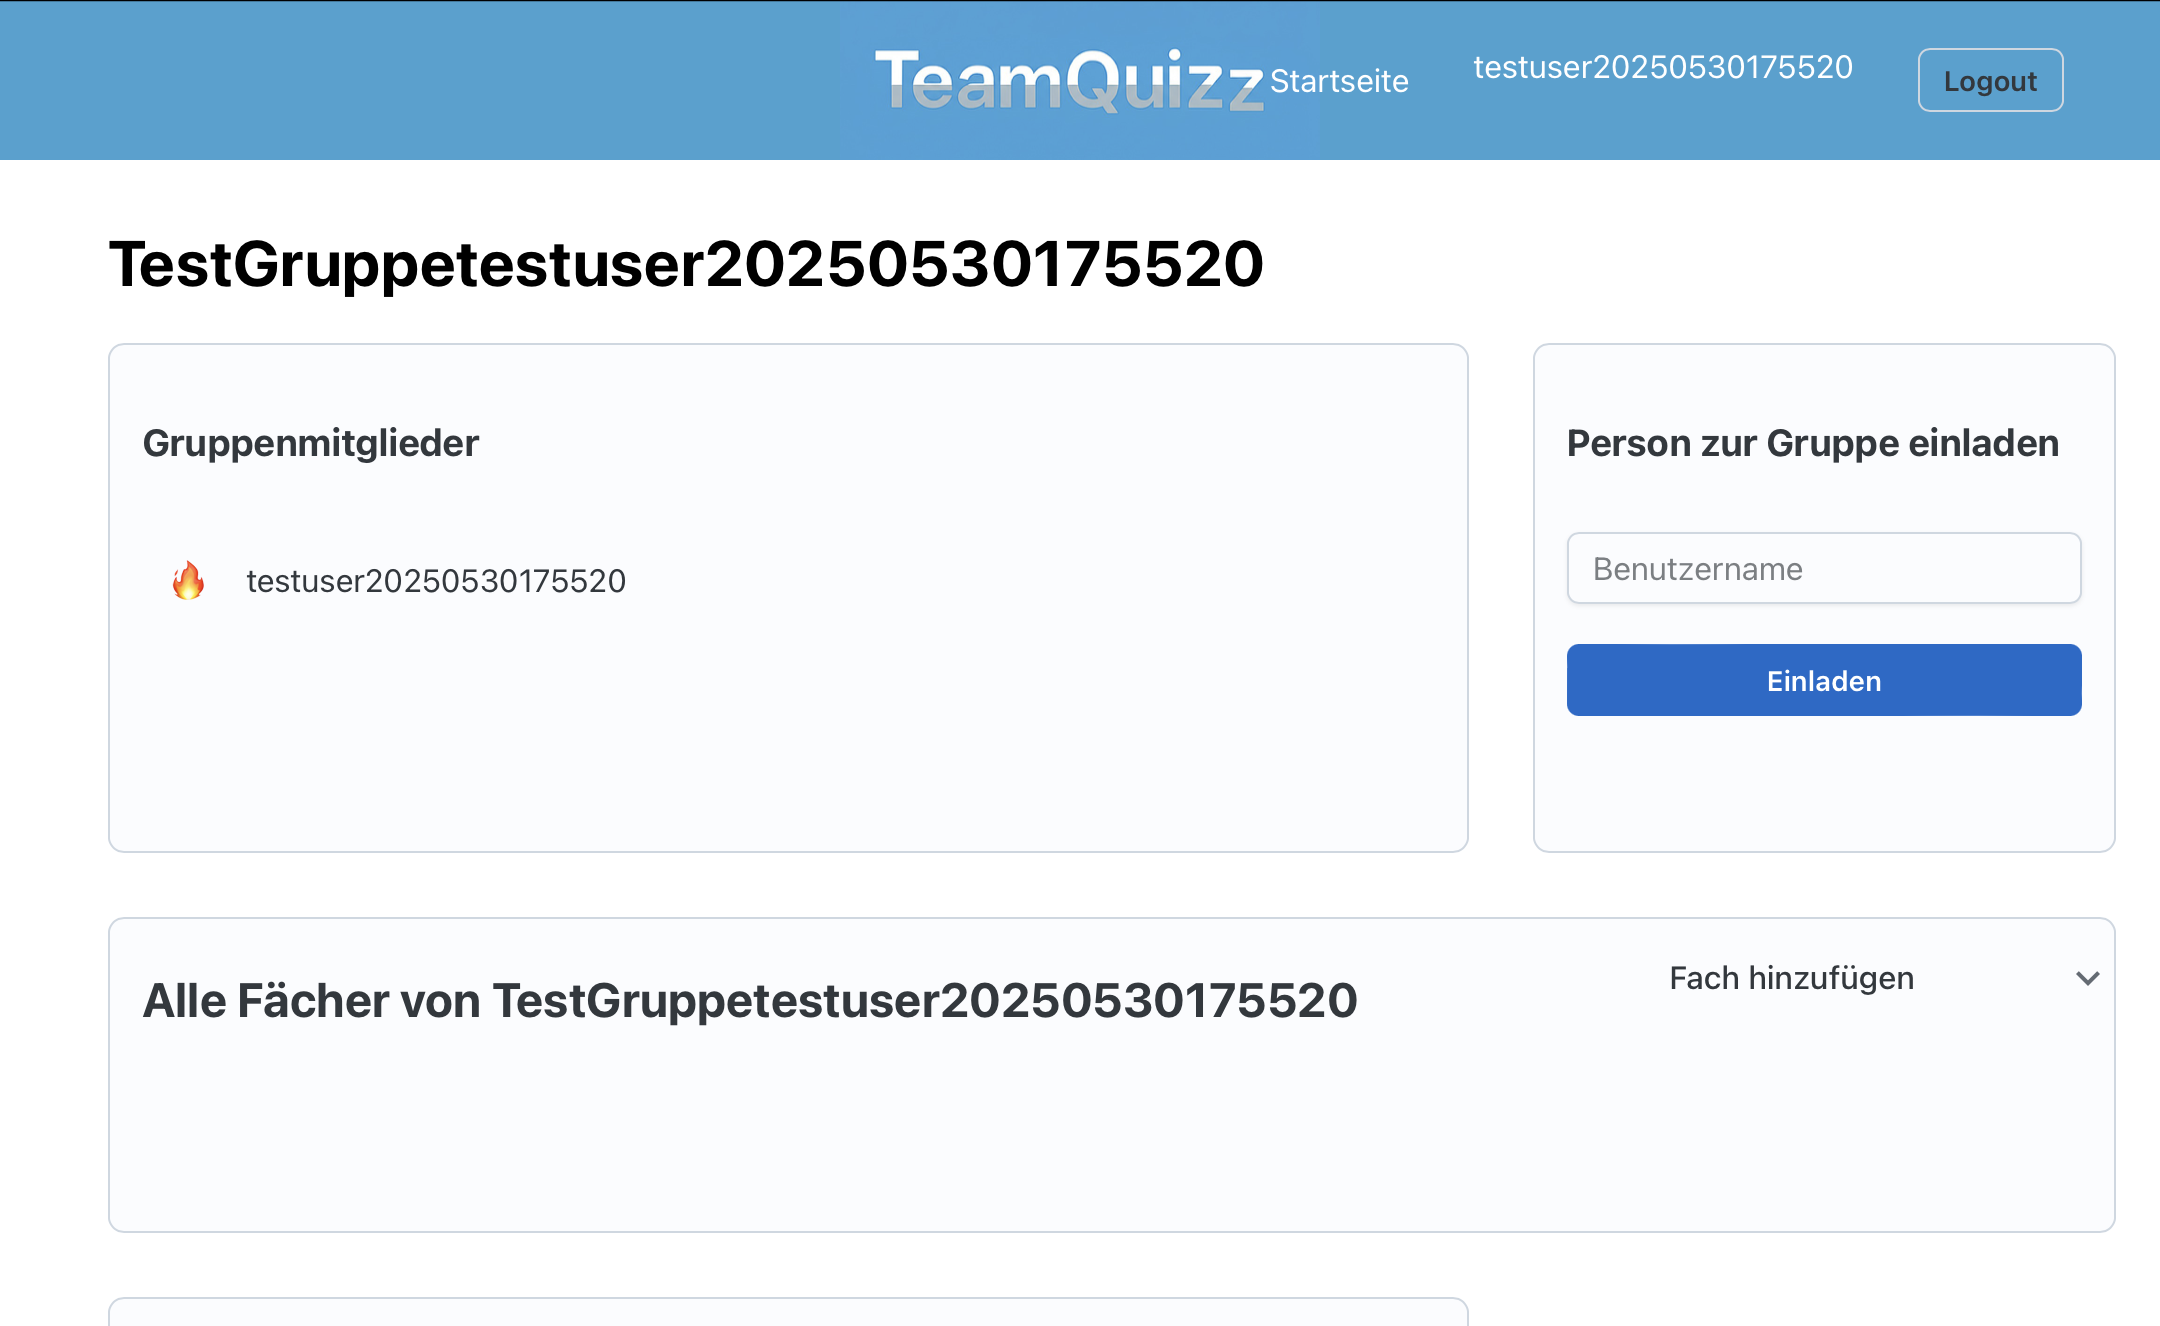 TeamQuizz
Startseite
testuser20250530175520
Logout
TestGruppetestuser20250530175520
Gruppenmitglieder
🔥 testuser20250530175520
Person zur Gruppe einladen
Benutzername
Einladen
Alle Fächer von TestGruppetestuser20250530175520
Fach hinzufügen